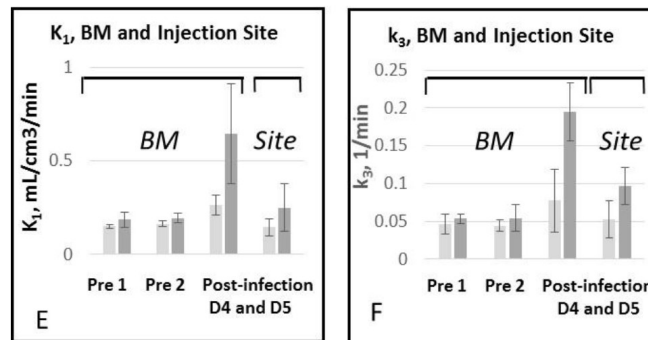 K₁, BM and Injection Site
1
0.5
0
K₁, mL/cm3/min
BM
Site
Pre 1
Pre 2
Post-infection
D4 and D5
E
k₃, BM and Injection Site
0.25
0.2
0.15
0.1
0.05
0
k₃, 1/min
BM
Site
Pre 1
Pre 2
Post-infection
D4 and D5
F